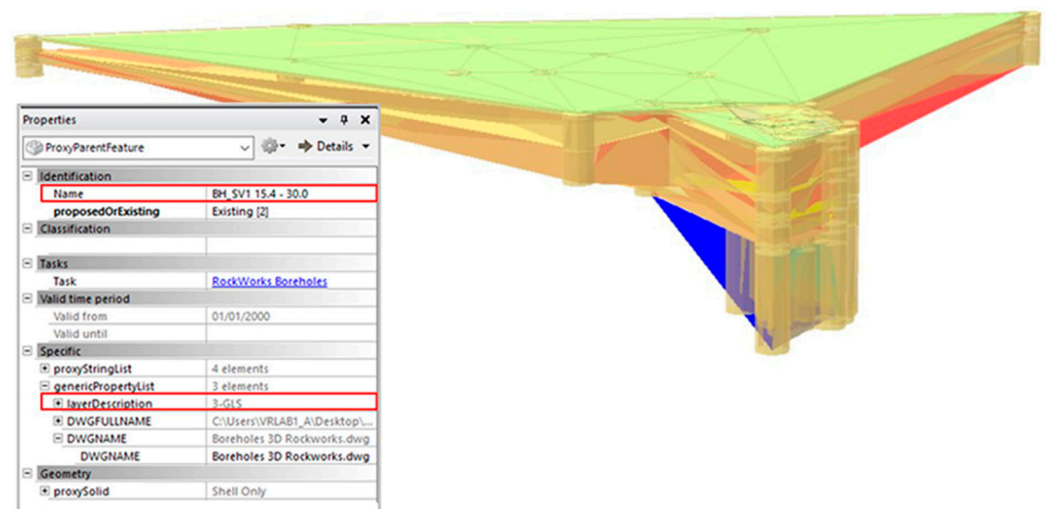 Properties
ProxyParentFeature Details
Identification
Name BH_SV1 15.4 - 30.0
proposedOrExisting Existing [2]
Classification
Tasks
Task RockWorks Boreholes
Valid time period
Valid from 01/01/2000
Valid until
Specific
proxyStringList 4 elements
genericPropertyList 3 elements
layerDescription 3-GLS
DWGFULLNAME C:\Users\VRLAB1_A\Desktop\...
DWGNAME Boreholes 3D Rockworks.dwg
DWGNAME Boreholes 3D Rockworks.dwg
Geometry
proxySolid Shell Only